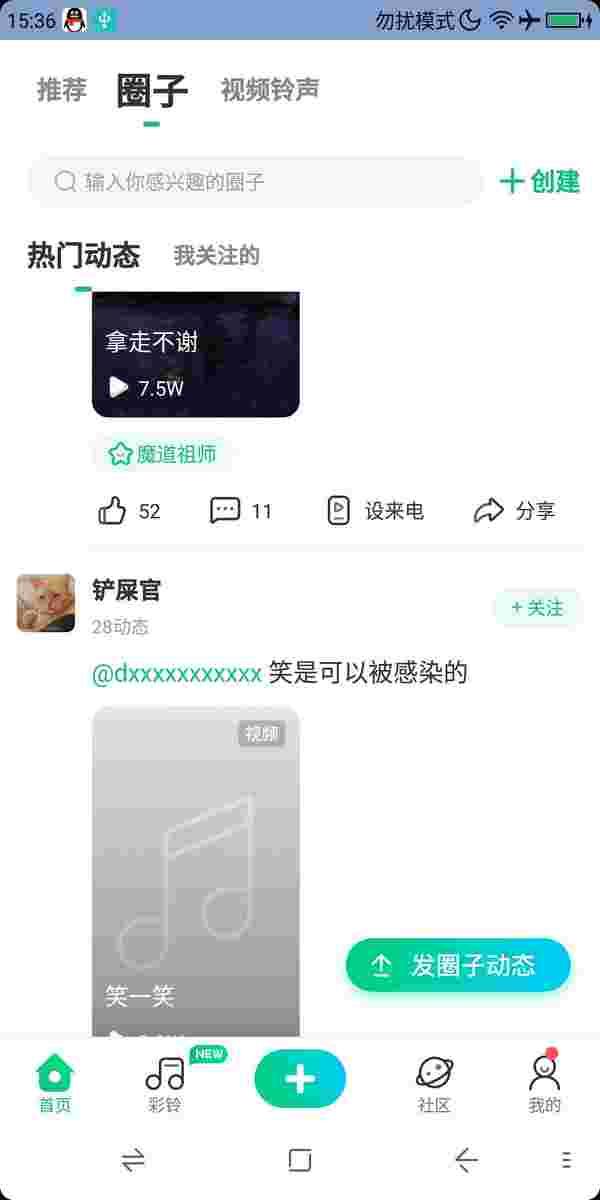 15:36
勿扰模式
推荐 圈子 视频铃声
输入你感兴趣的圈子
创建
热门动态 我关注的
拿走不谢
7.5W
魔道祖师
52 11 设来电 分享
铲屎官
+ 关注
28动态
@dxxxxxxxxxxx 笑是可以被感染的
视频
笑一笑
发圈子动态
NEW
首页 彩铃 社区 我的